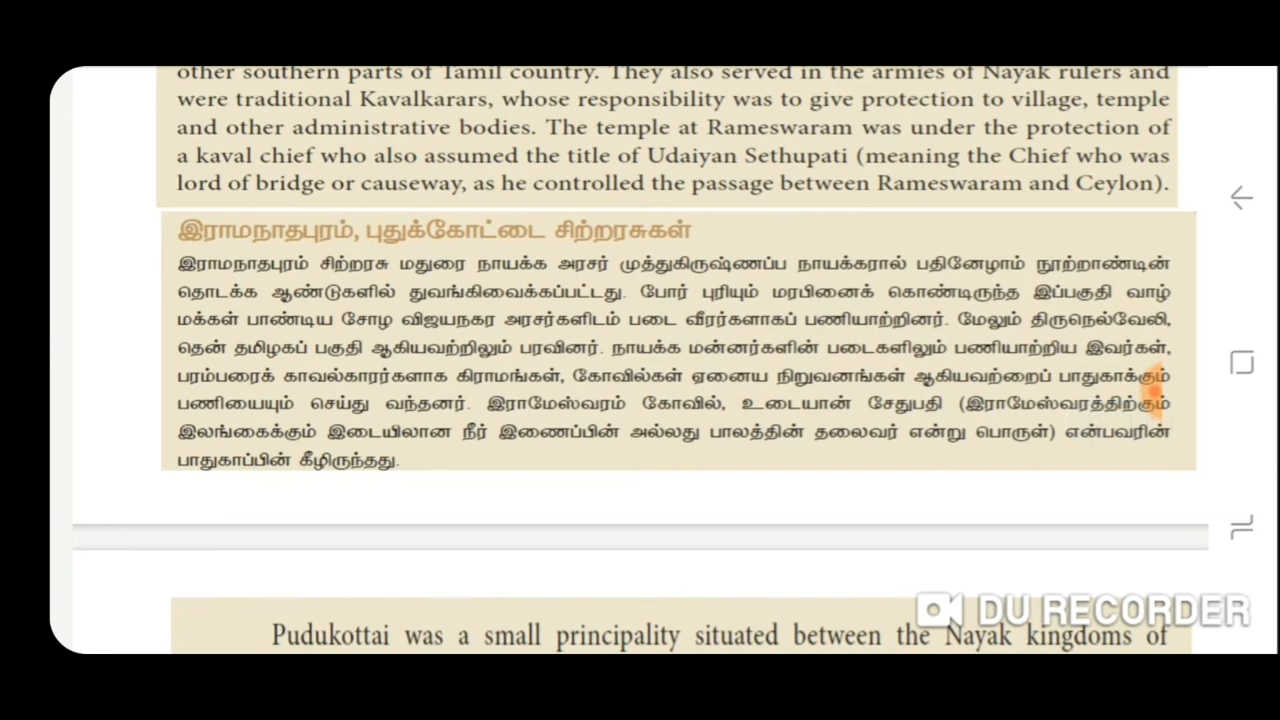 other southern parts of Tamil country. They also served in the armies of Nayak rulers and
were traditional Kavalkarars, whose responsibility was to give protection to village, temple
and other administrative bodies. The temple at Rameswaram was under the protection of
a kaval chief who also assumed the title of Udaiyan Sethupati (meaning the Chief who was
lord of bridge or causeway, as he controlled the passage between Rameswaram and Ceylon).
இராமநாதபுரம், புதுக்கோட்டை சிற்றரசுகள்
இராமநாதபுரம் சிற்றரசு மதுரை நாயக்க அரசர் முத்துகிருஷ்ணப்ப நாயக்கரால் பதினேழாம் நூற்றாண்டின்
தொடக்க ஆண்டுகளில் துவங்கிவைக்கப்பட்டது. போர் புரியும் மரபினைக் கொண்டிருந்த இப்பகுதி வாழ்
மக்கள் பாண்டிய சோழ விஜயநகர அரசர்களிடம் படை வீரர்களாகப் பணியாற்றினர். மேலும் திருநெல்வேலி,
தென் தமிழகப் பகுதி ஆகியவற்றிலும் பரவினர். நாயக்க மன்னர்களின் படைகளிலும் பணியாற்றிய இவர்கள்,
பரம்பரைக் காவல்காரர்களாக கிராமங்கள், கோவில்கள் ஏனைய நிறுவனங்கள் ஆகியவற்றைப் பாதுகாக்கும்
பணியையும் செய்து வந்தனர். இராமேஸ்வரம் கோவில், உடையான் சேதுபதி (இராமேஸ்வரத்திற்கும்
இலங்கைக்கும் இடையிலான நீர் இணைப்பின் அல்லது பாலத்தின் தலைவர் என்று பொருள்) என்பவரின்
பாதுகாப்பின் கீழிருந்தது.
DU RECORDER
Pudukottai was a small principality situated between the Nayak kingdoms of